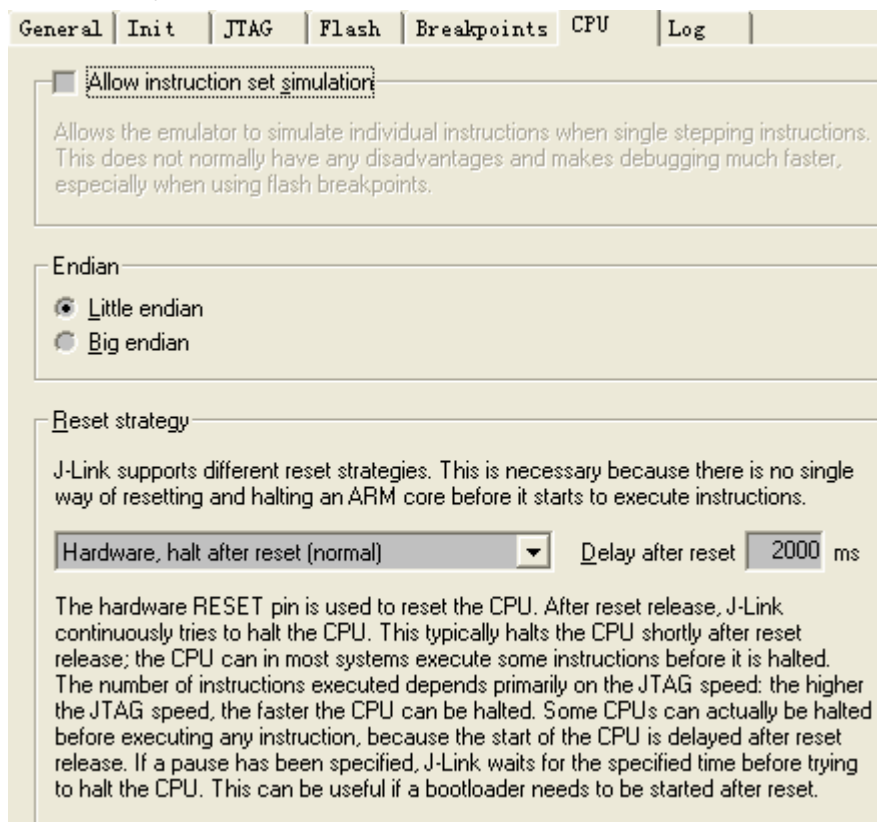 General Init JTAG Flash Breakpoints CPU Log
Allow instruction set simulation
Allows the emulator to simulate individual instructions when single stepping instructions.
This does not normally have any disadvantages and makes debugging much faster,
especially when using flash breakpoints.
Endian
Little endian
Big endian
Reset strategy
J-Link supports different reset strategies. This is necessary because there is no single
way of resetting and halting an ARM core before it starts to execute instructions.
Hardware, halt after reset (normal) Delay after reset 2000 ms
The hardware RESET pin is used to reset the CPU. After reset release, J-Link
continuously tries to halt the CPU. This typically halts the CPU shortly after reset
release; the CPU can in most systems execute some instructions before it is halted.
The number of instructions executed depends primarily on the JTAG speed: the higher
the JTAG speed, the faster the CPU can be halted. Some CPUs can actually be halted
before executing any instruction, because the start of the CPU is delayed after reset
release. If a pause has been specified, J-Link waits for the specified time before trying
to halt the CPU. This can be useful if a bootloader needs to be started after reset.